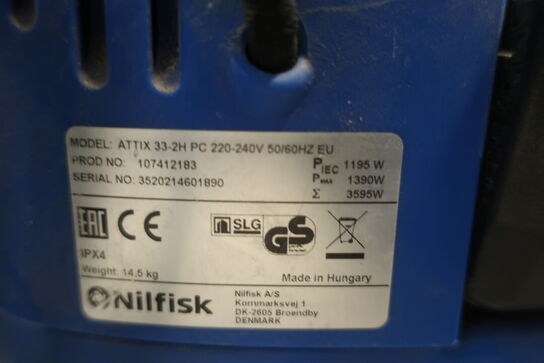 MODEL: ATTIX 33-2H PC 220-240V 50/60HZ EU
PROD NO: 107412183
SERIAL NO: 3520214601890
PIEC 1195 W
PMAX 1390W
Σ 3595W
EAC CE
n SLG GS
IPX4
Weight: 14,5 kg
Made in Hungary
Nilfisk
Nilfisk A/S
Kornmarksvej 1
DK-2605 Broendby
DENMARK